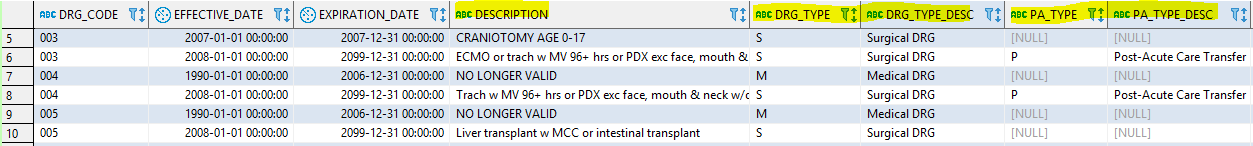 DRG_CODE EFFECTIVE_DATE EXPIRATION_DATE ABC DESCRIPTION ABC DRG_TYPE ABC DRG_TYPE_DESC ABC PA_TYPE ABC PA_TYPE_DESC
5 003 2007-01-01 00:00:00 2007-12-31 00:00:00 CRANIOTOMY AGE 0-17 S Surgical DRG [NULL] [NULL]
6 003 2008-01-01 00:00:00 2099-12-31 00:00:00 ECMO or trach w MV 96+ hrs or PDX exc face, mouth & S Surgical DRG P Post-Acute Care Transfer
7 004 1990-01-01 00:00:00 2006-12-31 00:00:00 NO LONGER VALID M Medical DRG [NULL] [NULL]
8 004 2008-01-01 00:00:00 2099-12-31 00:00:00 Trach w MV 96+ hrs or PDX exc face, mouth & neck w/o S Surgical DRG P Post-Acute Care Transfer
9 005 1990-01-01 00:00:00 2006-12-31 00:00:00 NO LONGER VALID M Medical DRG [NULL] [NULL]
10 005 2008-01-01 00:00:00 2099-12-31 00:00:00 Liver transplant w MCC or intestinal transplant S Surgical DRG [NULL] [NULL]